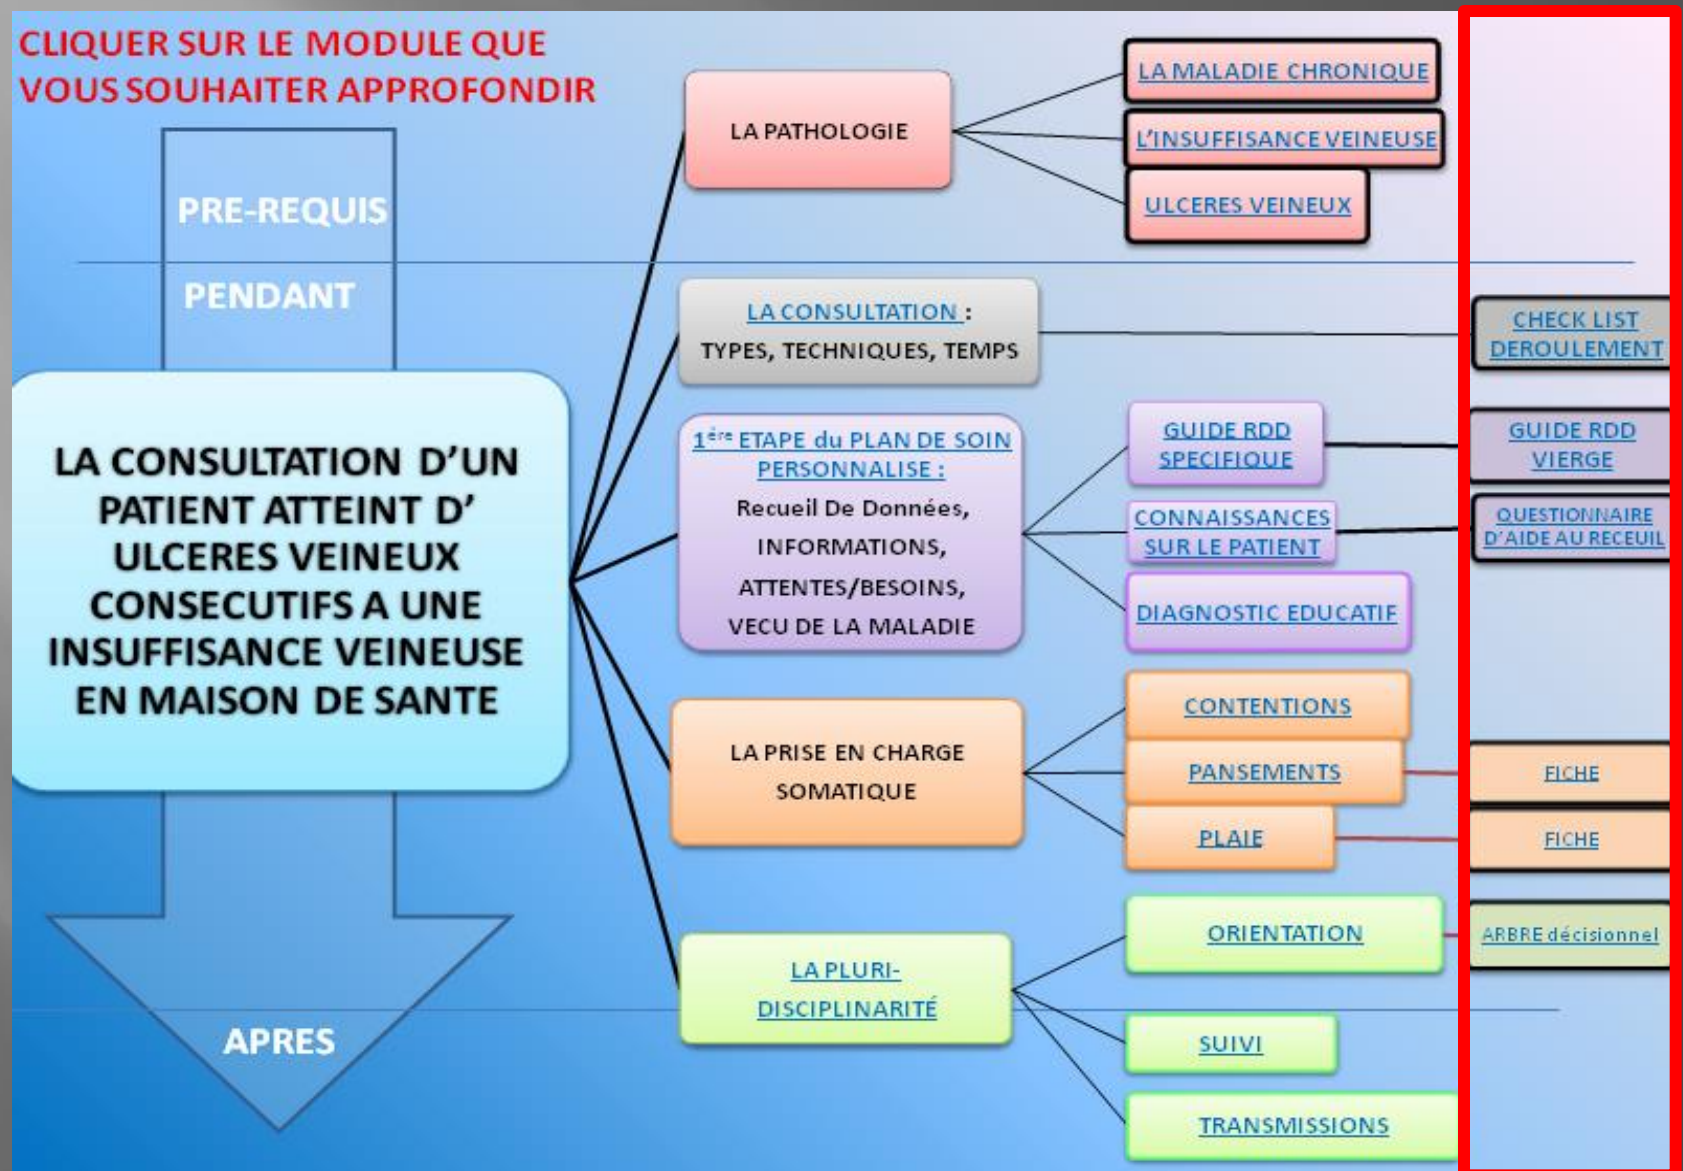 CLIQUER SUR LE MODULE QUE
VOUS SOUHAITER APPROFONDIR
PRE-REQUIS
PENDANT
LA CONSULTATION D'UN
PATIENT ATTEINT D'
ULCERES VEINEUX
CONSECUTIFS A UNE
INSUFFISANCE VEINEUSE
EN MAISON DE SANTE
APRES
LA PATHOLOGIE
LA MALADIE CHRONIQUE
L'INSUFFISANCE VEINEUSE
ULCERES VEINEUX
LA CONSULTATION :
TYPES, TECHNIQUES, TEMPS
CHECK LIST
DEROULEMENT
1ére ETAPE du PLAN DE SOIN
PERSONNALISE :
Recueil De Données,
INFORMATIONS,
ATTENTES/BESOINS,
VECU DE LA MALADIE
GUIDE RDD
SPECIFIQUE
GUIDE RDD
VIERGE
CONNAISSANCES
SUR LE PATIENT
QUESTIONNAIRE
D'AIDE AU RECEUIL
DIAGNOSTIC EDUCATIF
LA PRISE EN CHARGE
SOMATIQUE
CONTENTIONS
PANSEMENTS
FICHE
PLAIE
FICHE
LA PLURI-
DISCIPLINARITÉ
ORIENTATION
ARBRE décisionnel
SUIVI
TRANSMISSIONS